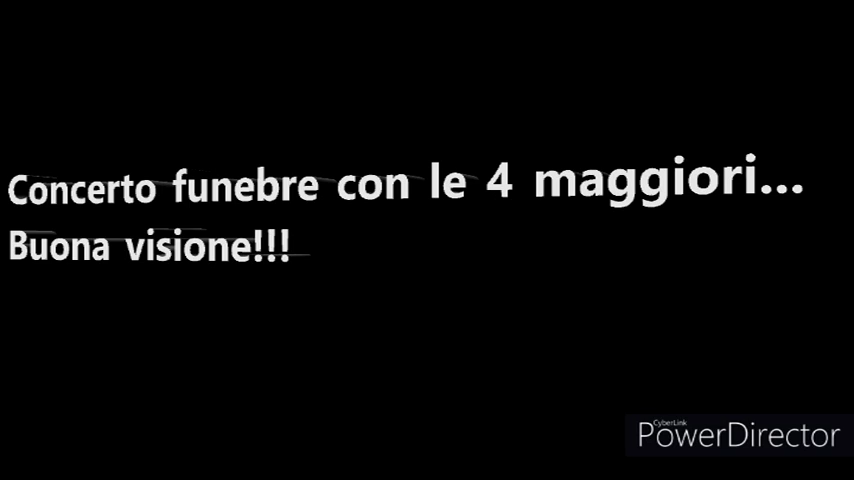 Concerto funebre con le 4 maggiori...
Buona visione!!!
CyberLink
PowerDirector